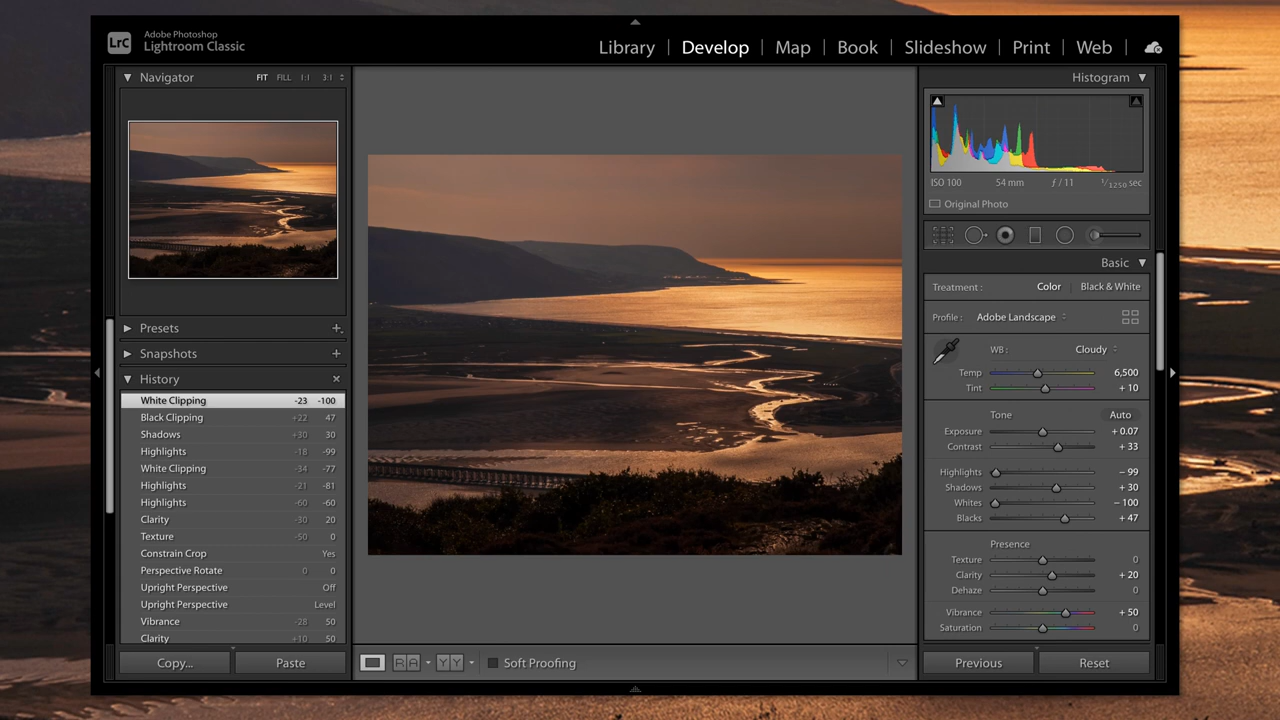 LrC
Adobe Photoshop
Lightroom Classic
Library | Develop | Map | Book | Slideshow | Print | Web |
Navigator FIT FILL 1:1 3:1
Presets
Snapshots
History
White Clipping -23 -100
Black Clipping +22 47
Shadows +30 30
Highlights -18 -99
White Clipping -34 -77
Highlights -21 -81
Highlights -60 -60
Clarity -30 20
Texture -50 0
Constrain Crop Yes
Perspective Rotate 0 0
Upright Perspective Off
Upright Perspective Level
Vibrance -28 50
Clarity +10 50
Copy... Paste
RA YY Soft Proofing
Histogram
ISO 100 54 mm ƒ / 11 1/1250 sec
Original Photo
Basic
Treatment : Color | Black & White
Profile : Adobe Landscape
WB : Cloudy
Temp 6,500
Tint + 10
Tone Auto
Exposure + 0.07
Contrast + 33
Highlights − 99
Shadows + 30
Whites − 100
Blacks + 47
Presence
Texture 0
Clarity + 20
Dehaze 0
Vibrance + 50
Saturation 0
Previous Reset